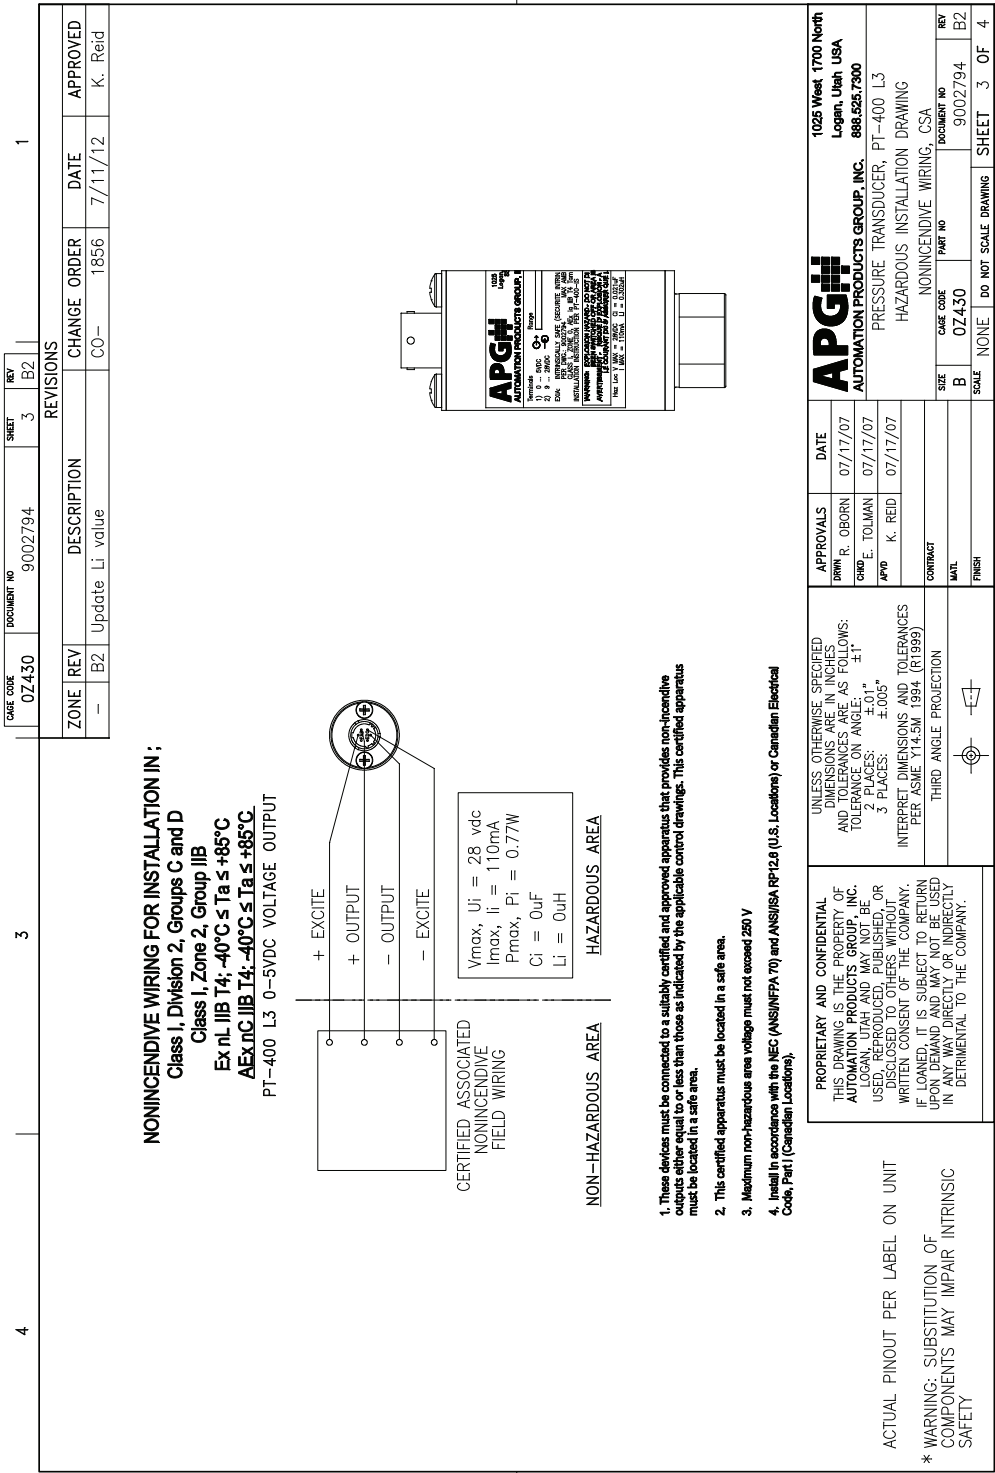 4
3
1
CAGE CODE
0Z430
DOCUMENT NO
9002794
SHEET
3
REV
B2
REVISIONS
ZONE REV DESCRIPTION CHANGE ORDER DATE APPROVED
– B2 Update Li value CO– 1856 7/11/12 K. Reid
NONINCENDIVE WIRING FOR INSTALLATION IN ;
Class I, Division 2, Groups C and D
Class I, Zone 2, Group IIB
Ex nL IIB T4; -40°C ≤ Ta ≤ +85°C
AEx nC IIB T4; -40°C ≤ Ta ≤ +85°C
PT–400 L3 0–5VDC VOLTAGE OUTPUT
+ EXCITE
+ OUTPUT
– OUTPUT
– EXCITE
CERTIFIED ASSOCIATED
NONINCENDIVE
FIELD WIRING
Vmax, Ui = 28 vdc
Imax, Ii = 110mA
Pmax, Pi = 0.77W
Ci = 0uF
Li = 0uH
NON–HAZARDOUS AREA
HAZARDOUS AREA
APG
AUTOMATION PRODUCTS GROUP, I
1025
Logan,
Terminals
Range
1) 0 ... 5VDC
2) 9 ... 28VDC
1. These devices must be connected to a suitably certified and approved apparatus that provides non-incendive
outputs either equal to or less than those as indicated by the applicable control drawings. This certified apparatus
must be located in a safe area.
2. This certified apparatus must be located in a safe area.
3. Maximum non-hazardous area voltage must not exceed 250 V
4. Install in accordance with the NEC (ANSI/NFPA 70) and ANSI/ISA RP12.6 (U.S. Locations) or Canadian Electrical
Code, Part I (Canadian Locations),
ACTUAL PINOUT PER LABEL ON UNIT
* WARNING: SUBSTITUTION OF
COMPONENTS MAY IMPAIR INTRINSIC
SAFETY
PROPRIETARY AND CONFIDENTIAL
THIS DRAWING IS THE PROPERTY OF
AUTOMATION PRODUCTS GROUP, INC.
LOGAN, UTAH AND MAY NOT BE
USED, REPRODUCED, PUBLISHED, OR
DISCLOSED TO OTHERS WITHOUT
WRITTEN CONSENT OF THE COMPANY.
IF LOANED, IT IS SUBJECT TO RETURN
UPON DEMAND AND MAY NOT BE USED
IN ANY WAY DIRECTLY OR INDIRECTLY
DETRIMENTAL TO THE COMPANY.
UNLESS OTHERWISE SPECIFIED
DIMENSIONS ARE IN INCHES
AND TOLERANCES ARE AS FOLLOWS:
TOLERANCE ON ANGLE: ±1°
2 PLACES: ±.01"
3 PLACES: ±.005"
INTERPRET DIMENSIONS AND TOLERANCES
PER ASME Y14.5M 1994 (R1999)
THIRD ANGLE PROJECTION
APPROVALS DATE
DRWN R. OBORN 07/17/07
CHKD E. TOLMAN 07/17/07
APVD K. REID 07/17/07
CONTRACT
MATL
FINISH
APG
AUTOMATION PRODUCTS GROUP, INC.
1025 West 1700 North
Logan, Utah USA
888.525.7300
PRESSURE TRANSDUCER, PT–400 L3
HAZARDOUS INSTALLATION DRAWING
NONINCENDIVE WIRING, CSA
SIZE
B
CAGE CODE
0Z430
PART NO
DOCUMENT NO
9002794
REV
B2
SCALE NONE
DO NOT SCALE DRAWING
SHEET 3 OF 4